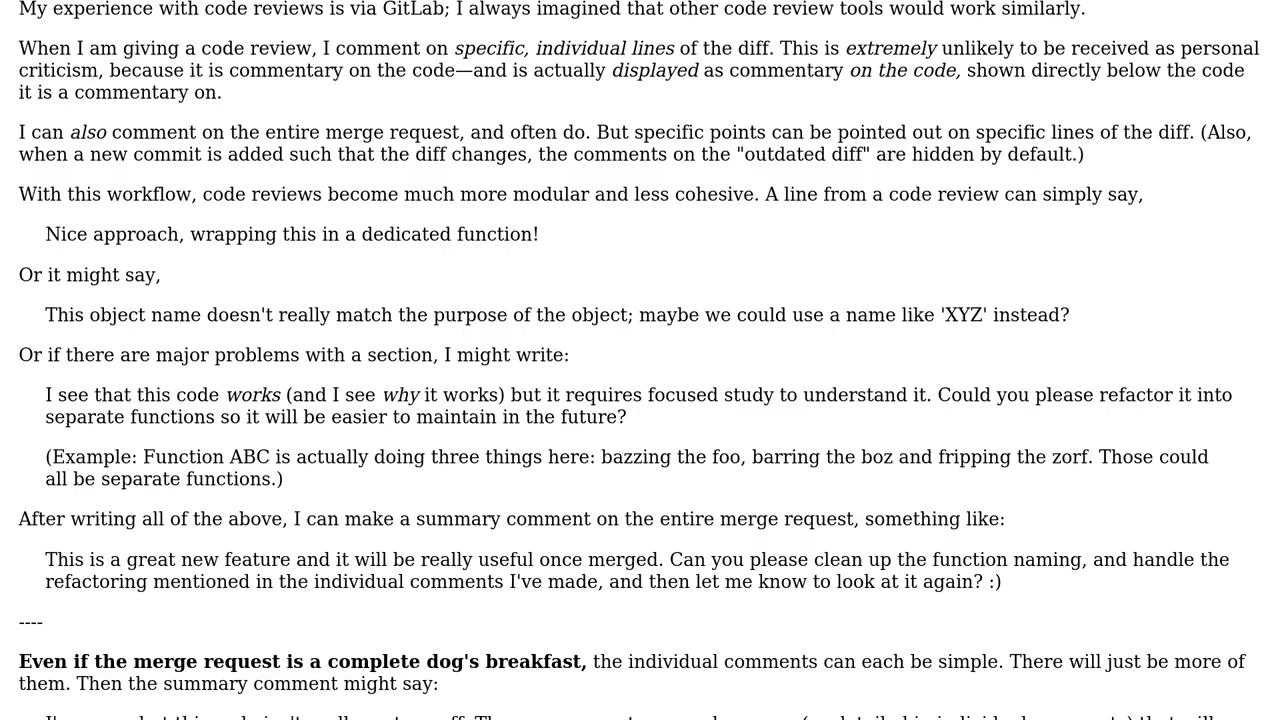 My experience with code reviews is via GitLab; I always imagined that other code review tools would work similarly.
When I am giving a code review, I comment on specific, individual lines of the diff. This is extremely unlikely to be received as personal
criticism, because it is commentary on the code—and is actually displayed as commentary on the code, shown directly below the code
it is a commentary on.
I can also comment on the entire merge request, and often do. But specific points can be pointed out on specific lines of the diff. (Also,
when a new commit is added such that the diff changes, the comments on the "outdated diff" are hidden by default.)
With this workflow, code reviews become much more modular and less cohesive. A line from a code review can simply say,
Nice approach, wrapping this in a dedicated function!
Or it might say,
This object name doesn't really match the purpose of the object; maybe we could use a name like 'XYZ' instead?
Or if there are major problems with a section, I might write:
I see that this code works (and I see why it works) but it requires focused study to understand it. Could you please refactor it into
separate functions so it will be easier to maintain in the future?
(Example: Function ABC is actually doing three things here: bazzing the foo, barring the boz and fripping the zorf. Those could
all be separate functions.)
After writing all of the above, I can make a summary comment on the entire merge request, something like:
This is a great new feature and it will be really useful once merged. Can you please clean up the function naming, and handle the
refactoring mentioned in the individual comments I've made, and then let me know to look at it again? :)
----
Even if the merge request is a complete dog's breakfast, the individual comments can each be simple. There will just be more of
them. Then the summary comment might say: